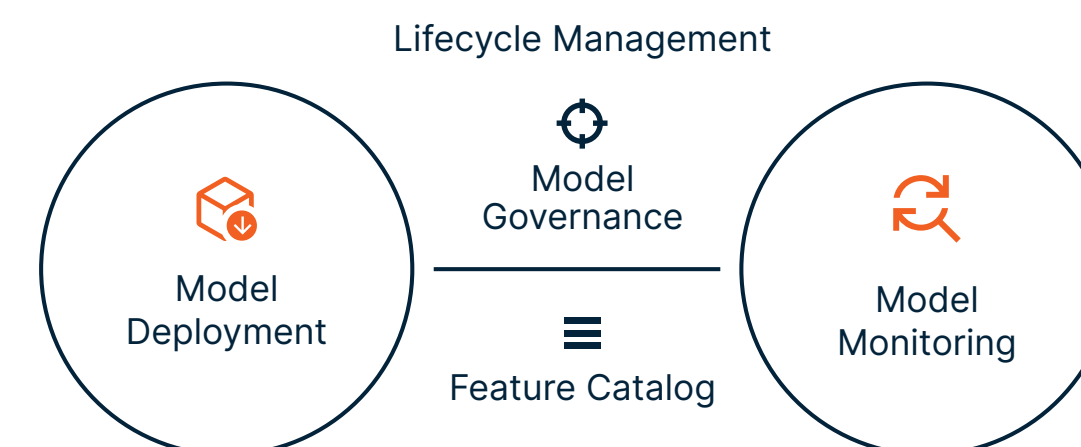 Lifecycle Management
Model
Deployment
Model
Governance
Feature Catalog
Model
Monitoring